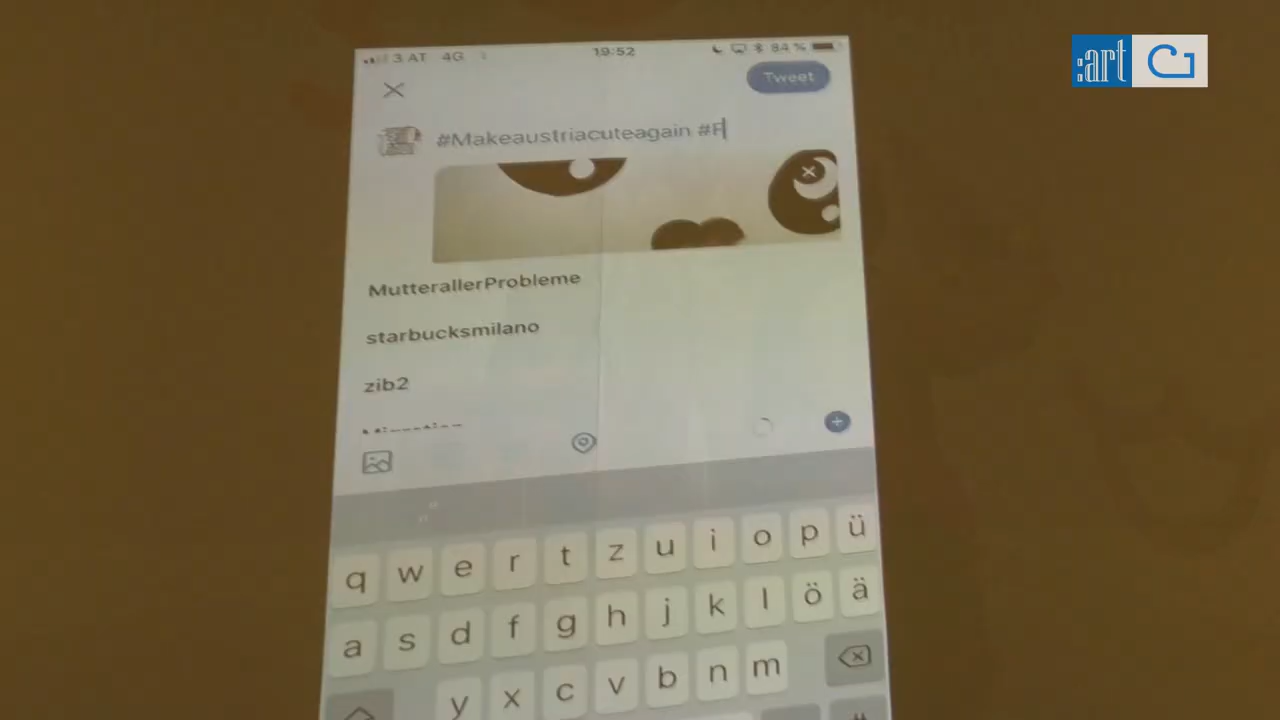 :art
3 AT 4G 19:52 84 %
Tweet
#Makeaustriacuteagain #F
MutterallerProbleme
starbucksmilano
zib2
q w e r t z u i o p ü
a s d f g h j k l ö ä
y x c v b n m